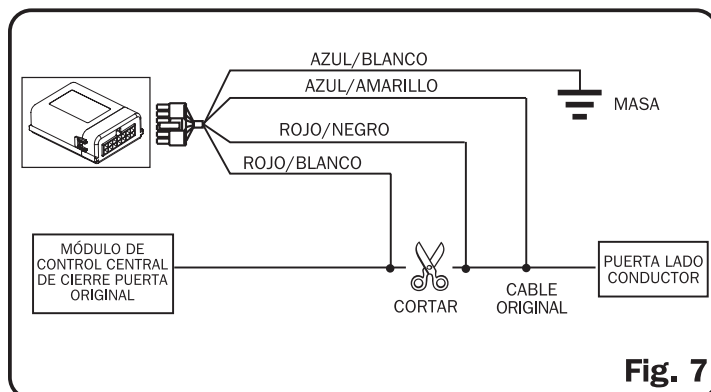 AZUL/BLANCO
AZUL/AMARILLO
MASA
ROJO/NEGRO
ROJO/BLANCO
MÓDULO DE
CONTROL CENTRAL
DE CIERRE PUERTA
ORIGINAL
CORTAR
CABLE
ORIGINAL
PUERTA LADO
CONDUCTOR
Fig. 7